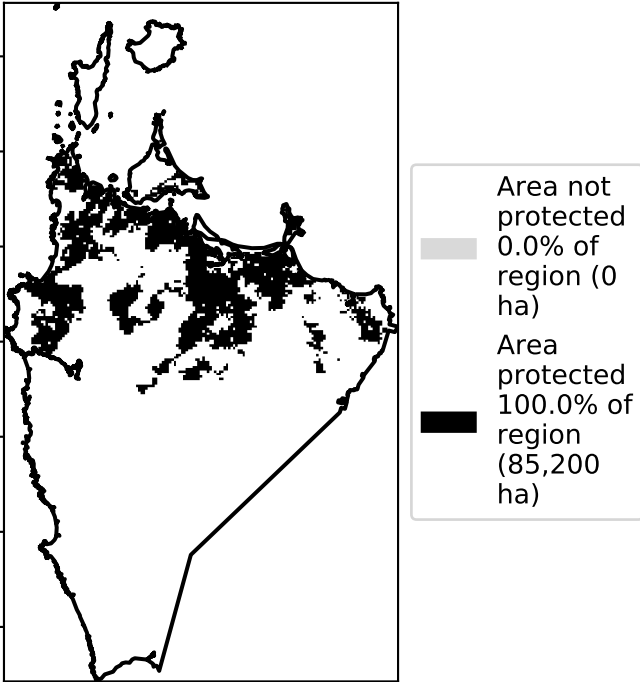 Area not
protected
0.0% of
region (0
ha)
Area
protected
100.0% of
region
(85,200
ha)